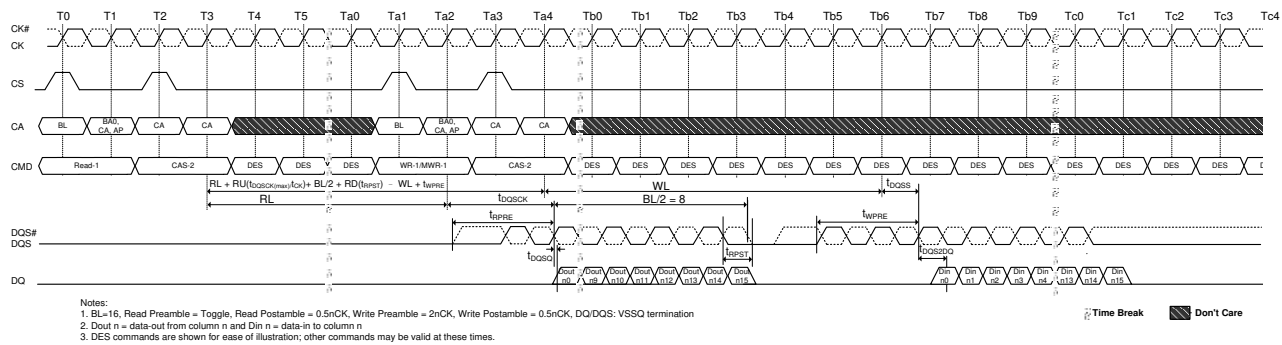 T0 T1 T2 T3 T4 T5 Ta0 Ta1 Ta2 Ta3 Ta4 Tb0 Tb1 Tb2 Tb3 Tb4 Tb5 Tb6 Tb7 Tb8 Tb9 Tc0 Tc1 Tc2 Tc3 Tc4
CK#
CK
CS
CA BL BA0, CA, AP CA CA BL BA0, CA, AP CA CA
CMD Read-1 CAS-2 DES DES DES WR-1/MWR-1 CAS-2 DES DES DES DES DES DES DES DES DES DES DES DES DES DES
RL + RU(tDQSCK(max)/tCK)+ BL/2 + RD(tRPST) - WL + tWPRE WL tDQSS
RL tDQSCK BL/2 = 8
tRPRE tWPRE
DQS#
DQS
tDQSQ tRPST tDQS2DQ
DQ Dout n0 Dout n9 Dout n10 Dout n11 Dout n12 Dout n13 Dout n14 Dout n15 Din n0 Din n1 Din n2 Din n3 Din n4 Din n13 Din n14 Din n15
Notes:
1. BL=16, Read Preamble = Toggle, Read Postamble = 0.5nCK, Write Preamble = 2nCK, Write Postamble = 0.5nCK, DQ/DQS: VSSQ termination
2. Dout n = data-out from column n and Din n = data-in to column n
3. DES commands are shown for ease of illustration; other commands may be valid at these times.
Time Break Don't Care